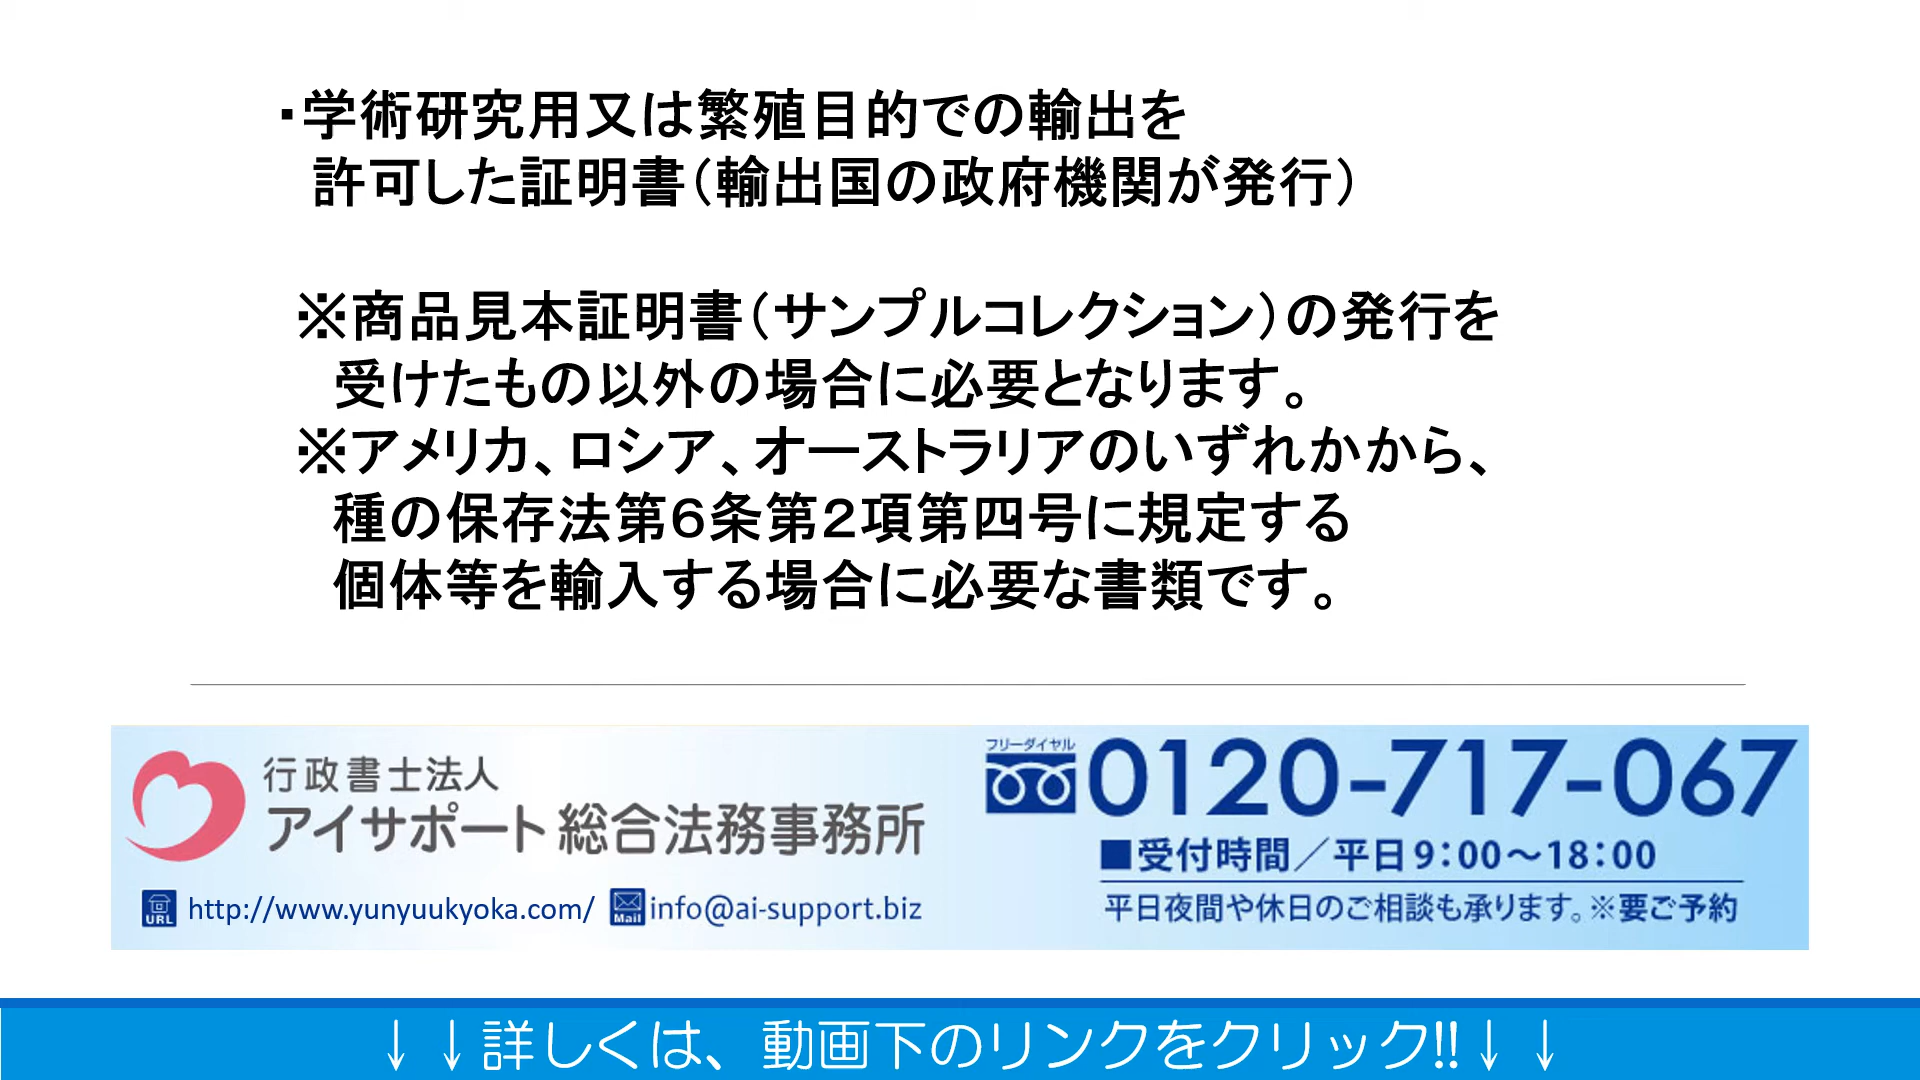 ・学術研究用又は繁殖目的での輸出を
許可した証明書（輸出国の政府機関が発行）
※商品見本証明書（サンプルコレクション）の発行を
受けたもの以外の場合に必要となります。
※アメリカ、ロシア、オーストラリアのいずれかから、
種の保存法第６条第２項第四号に規定する
個体等を輸入する場合に必要な書類です。
行政書士法人
アイサポート総合法務事務所
URL http://www.yunyuukyoka.com/ Mail info@ai-support.biz
フリーダイヤル
0120-717-067
■受付時間／平日9：00～18：00
平日夜間や休日のご相談も承ります。※要ご予約
↓↓詳しくは、動画下のリンクをクリック!!↓↓